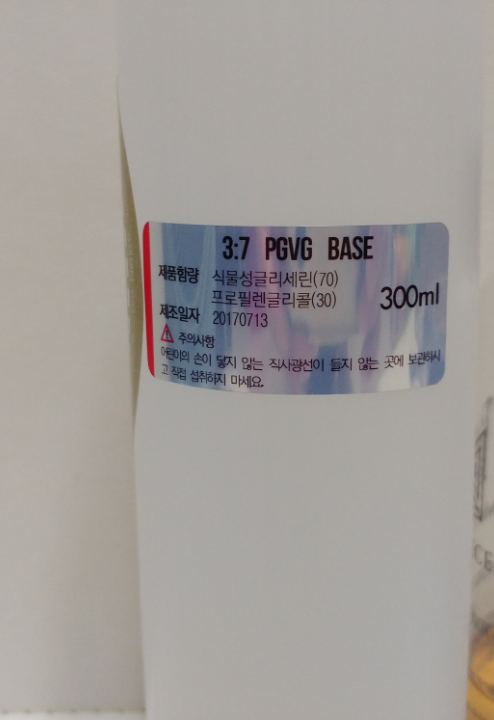 3:7 PGVG BASE
제품함량 식물성글리세린(70)
프로필렌글리콜(30)
300ml
제조일자 20170713
주의사항
어린이의 손이 닿지 않는 직사광선이 들지 않는 곳에 보관하시
고 직접 섭취하지 마세요.